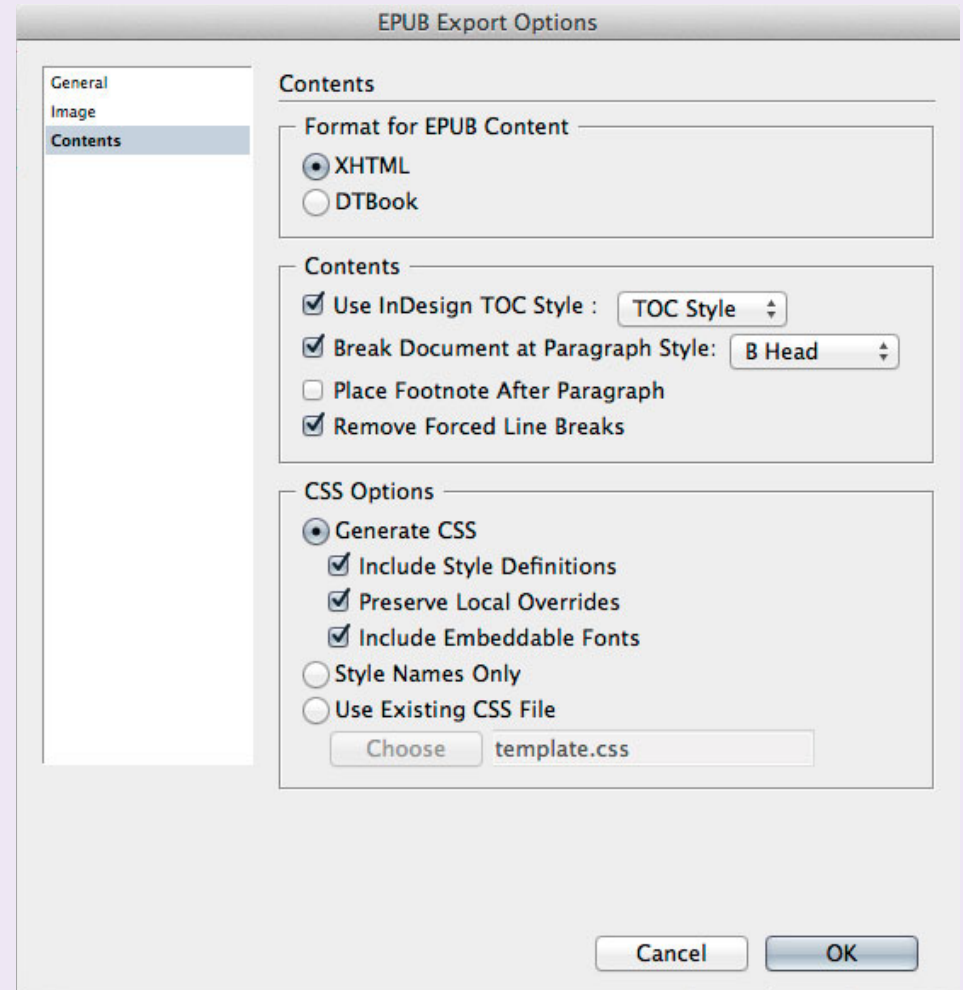 EPUB Export Options
General
Image
Contents
Contents
Format for EPUB Content
XHTML
DTBook
Contents
Use InDesign TOC Style : TOC Style
Break Document at Paragraph Style: B Head
Place Footnote After Paragraph
Remove Forced Line Breaks
CSS Options
Generate CSS
Include Style Definitions
Preserve Local Overrides
Include Embeddable Fonts
Style Names Only
Use Existing CSS File
Choose template.css
Cancel OK